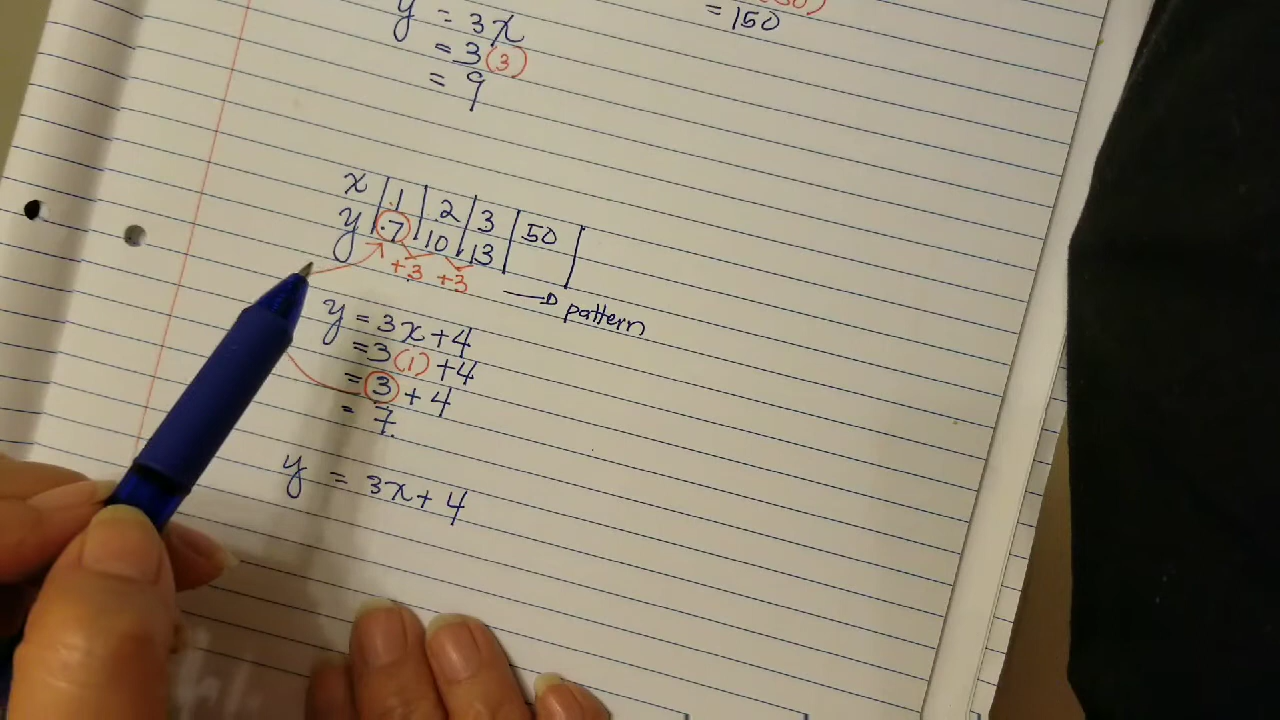 y = 3x
= 3(3)
= 9
= 150
x | 1 | 2 | 3 | 50
y | 7 | 10 | 13 |
+3 +3
pattern
y = 3x + 4
= 3(1) + 4
= 3 + 4
= 7
y = 3x + 4